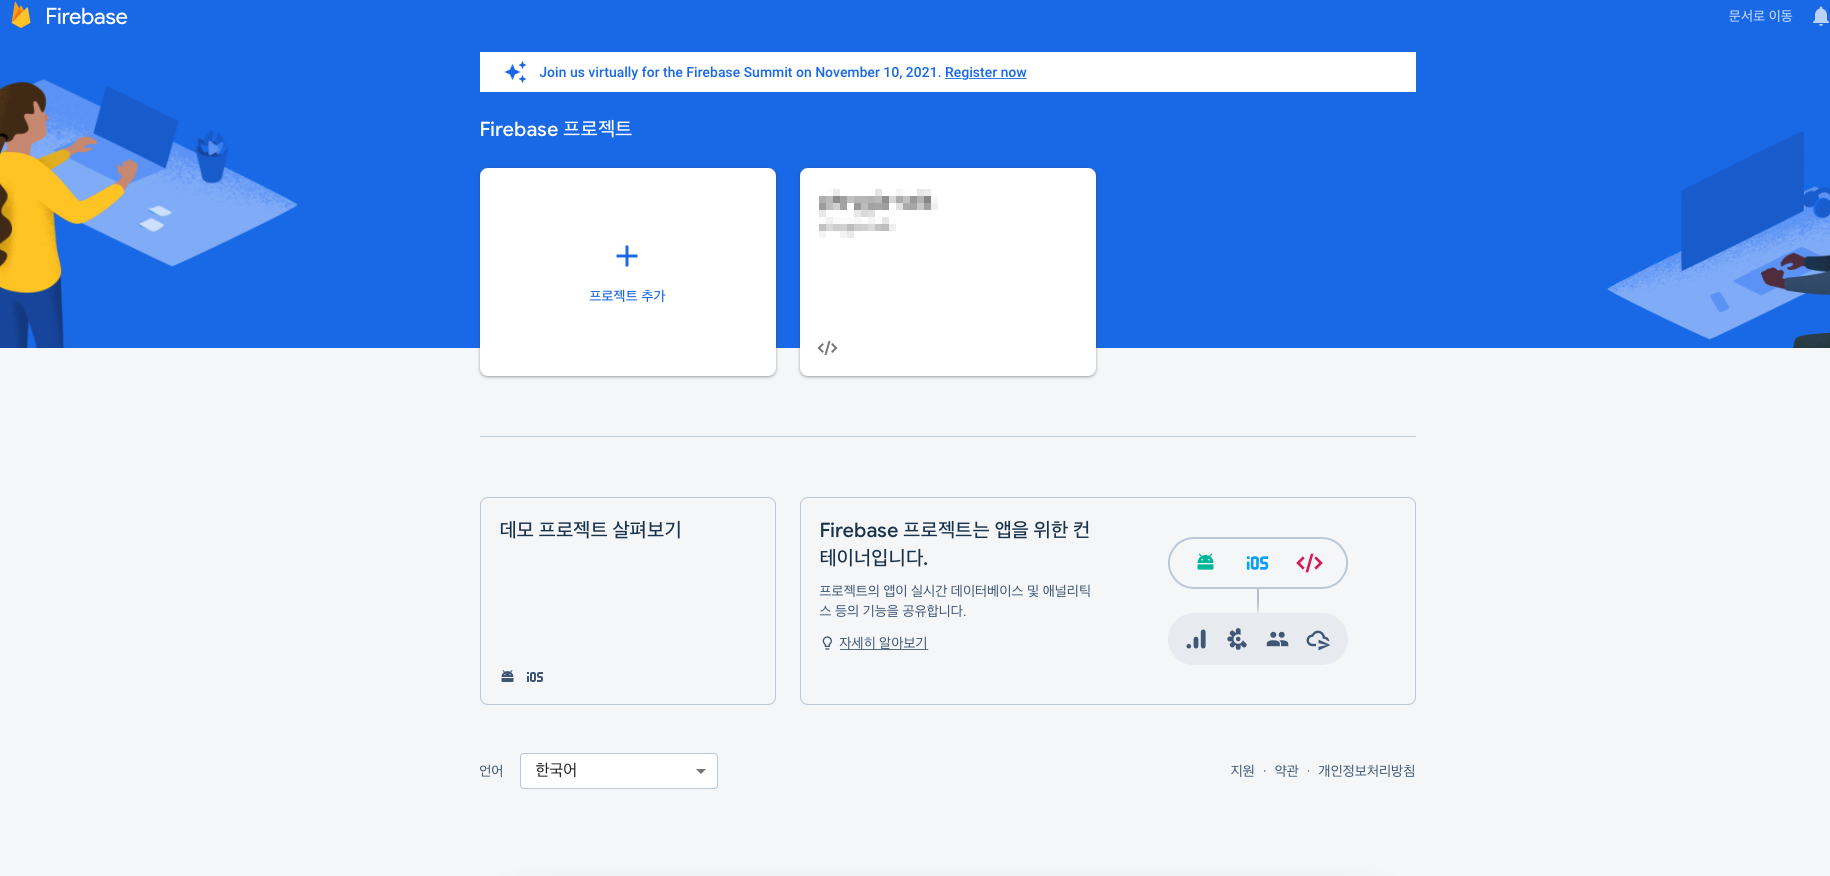 Firebase
문서로 이동
Join us virtually for the Firebase Summit on November 10, 2021. Register now
Firebase 프로젝트
프로젝트 추가
데모 프로젝트 살펴보기
iOS
Firebase 프로젝트는 앱을 위한 컨
테이너입니다.
프로젝트의 앱이 실시간 데이터베이스 및 애널리틱
스 등의 기능을 공유합니다.
자세히 알아보기
iOS
언어
한국어
지원 · 약관 · 개인정보처리방침